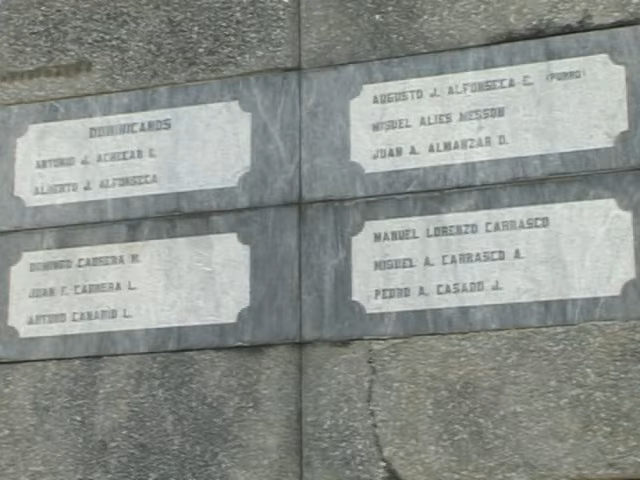 DOMINICANOS
ANTONIO J. ACHECAR C.
ALBERTO J. ALFONSECA
AUGUSTO J. ALFONSECA E. (PURRO)
MIGUEL ALIES MESSON
JUAN A. ALMANZAR D.
DOMINGO CABRERA M.
JUAN F. CABRERA L.
ARTURO CANARIO L.
MANUEL LORENZO CARRASCO
MIGUEL A. CARRASCO A.
PEDRO A. CASADO J.